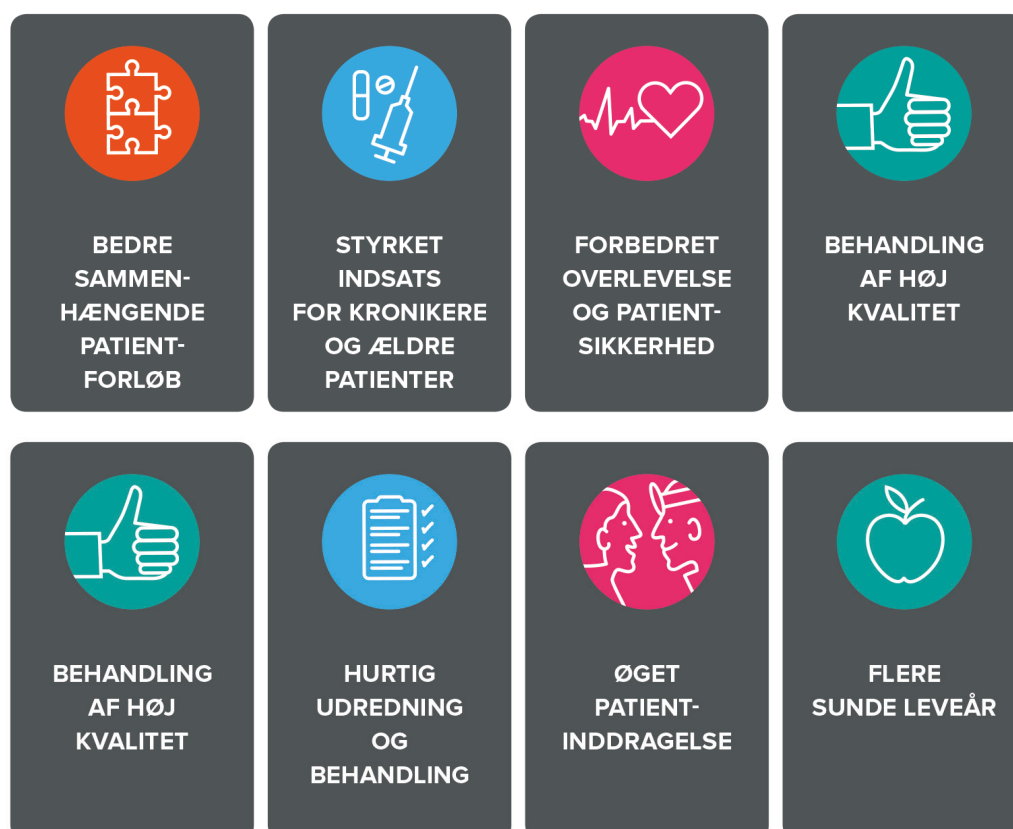 BEDRE
SAMMEN-
HÆNGENDE
PATIENT-
FORLØB
STYRKET
INDSATS
FOR KRONIKERE
OG ÆLDRE
PATIENTER
FORBEDRET
OVERLEVELSE
OG PATIENT-
SIKKERHED
BEHANDLING
AF HØJ
KVALITET
BEHANDLING
AF HØJ
KVALITET
HURTIG
UDREDNING
OG
BEHANDLING
ØGET
PATIENT-
INDDRAGELSE
FLERE
SUNDE LEVEÅR